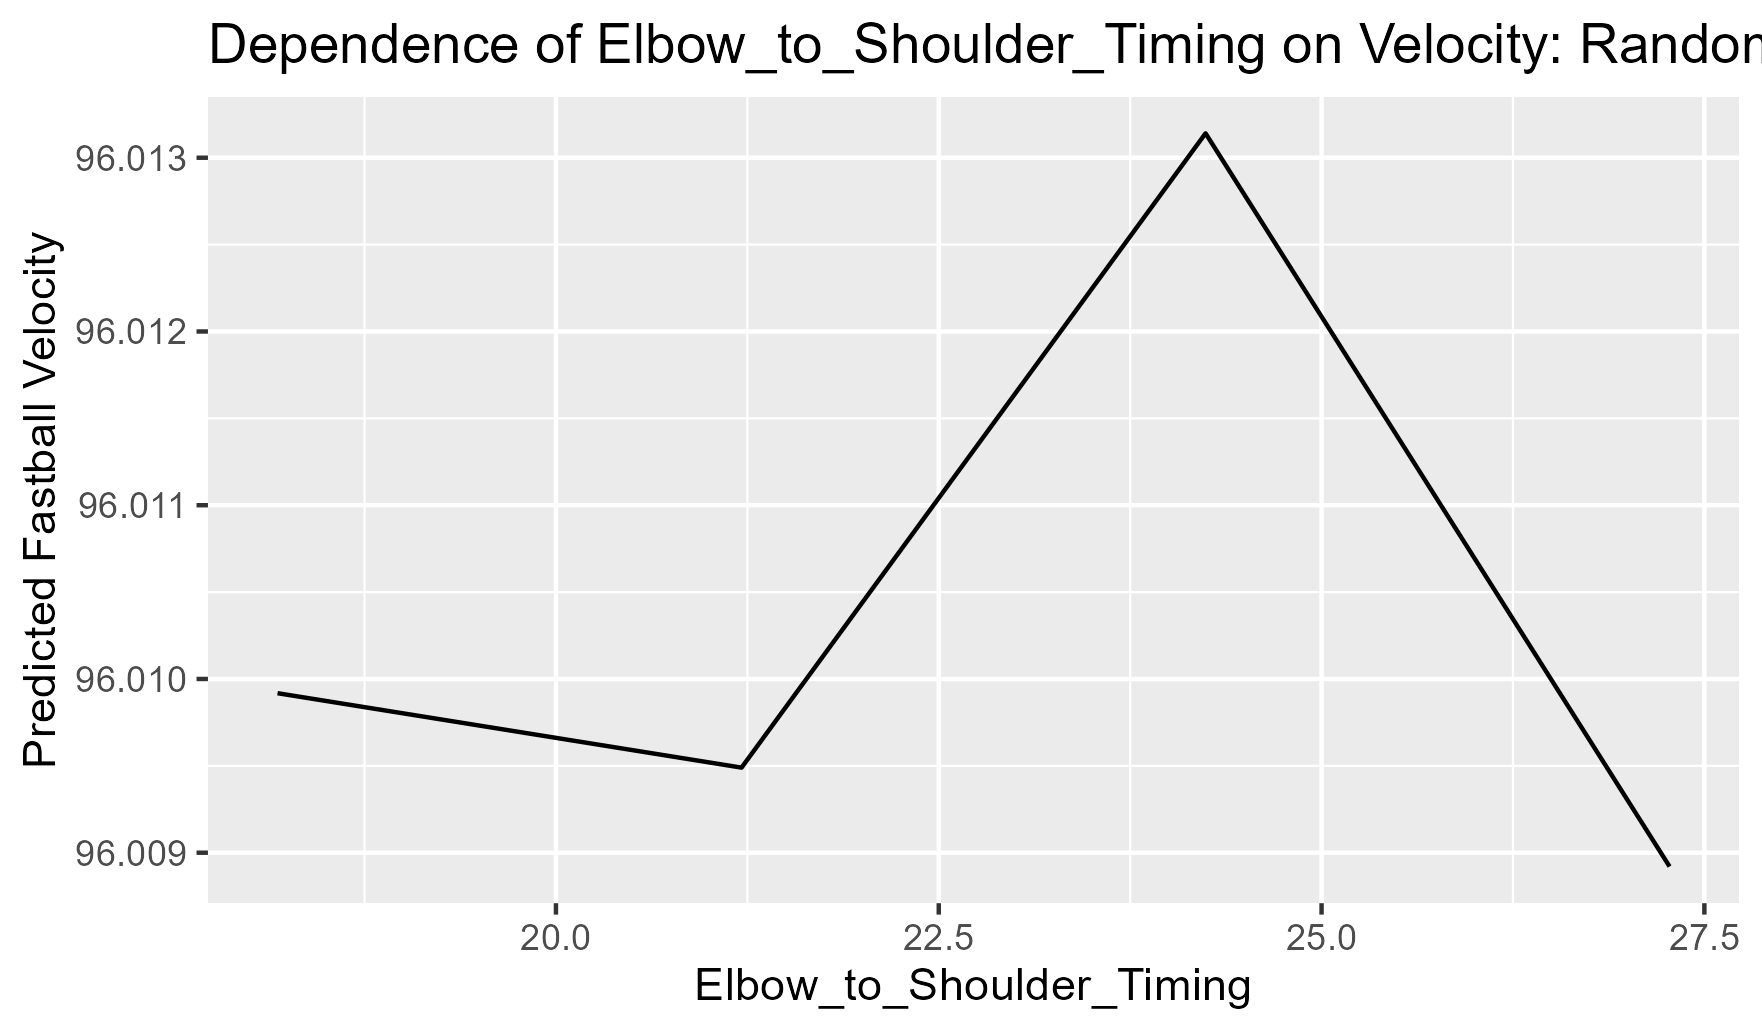 Dependence of Elbow_to_Shoulder_Timing on Velocity:
96.013
96.012
96.011
96.010
96.009
Predicted Fastball Velocity
20.0 22.5 25.0 27.5
Elbow_to_Shoulder_Timing